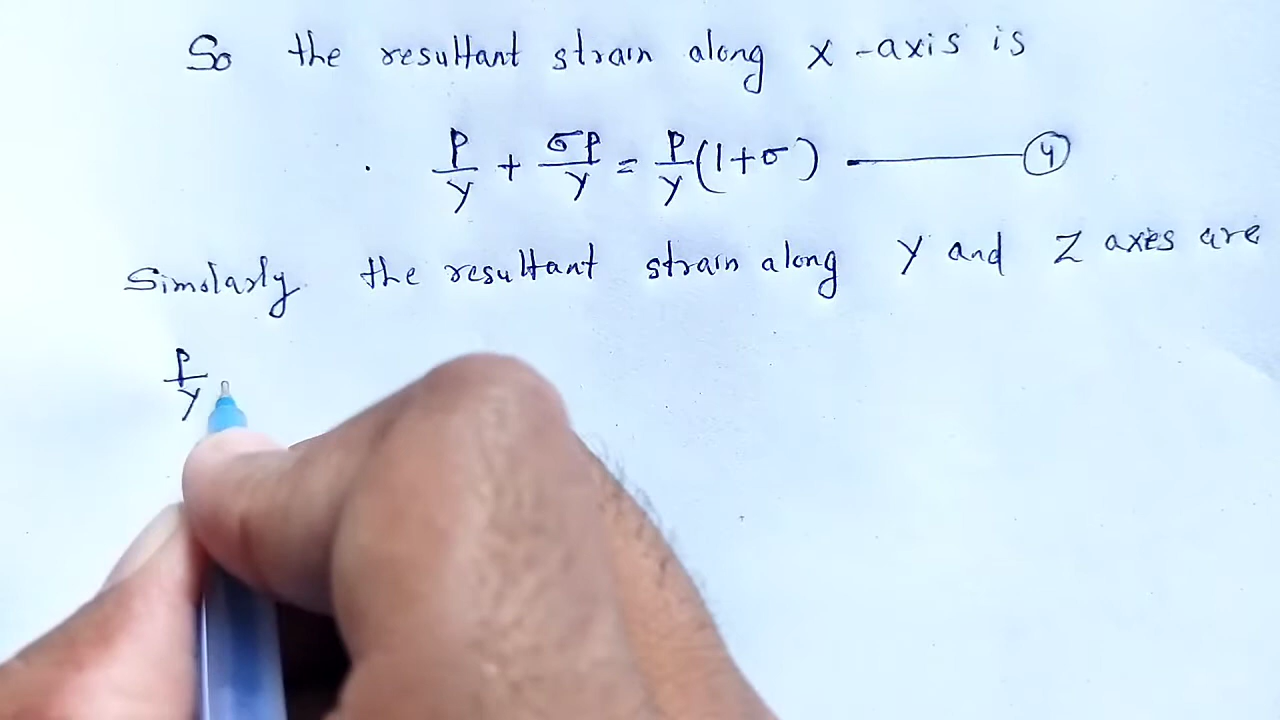 So the resultant strain along X-axis is
P/Y + σP/Y = P/Y (1+σ) ——— ④
Similarly the resultant strain along Y and Z axes are
P/Y